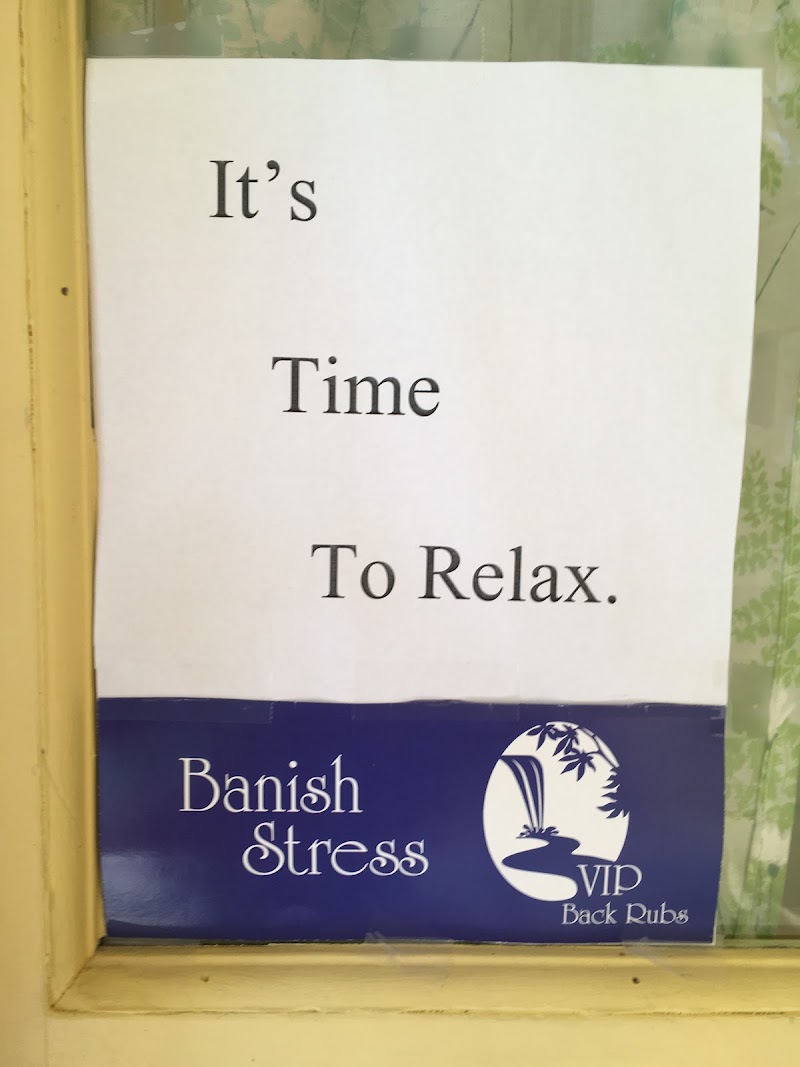 It’s
Time
To Relax.
Banish
Stress
VIP
Back Rubs